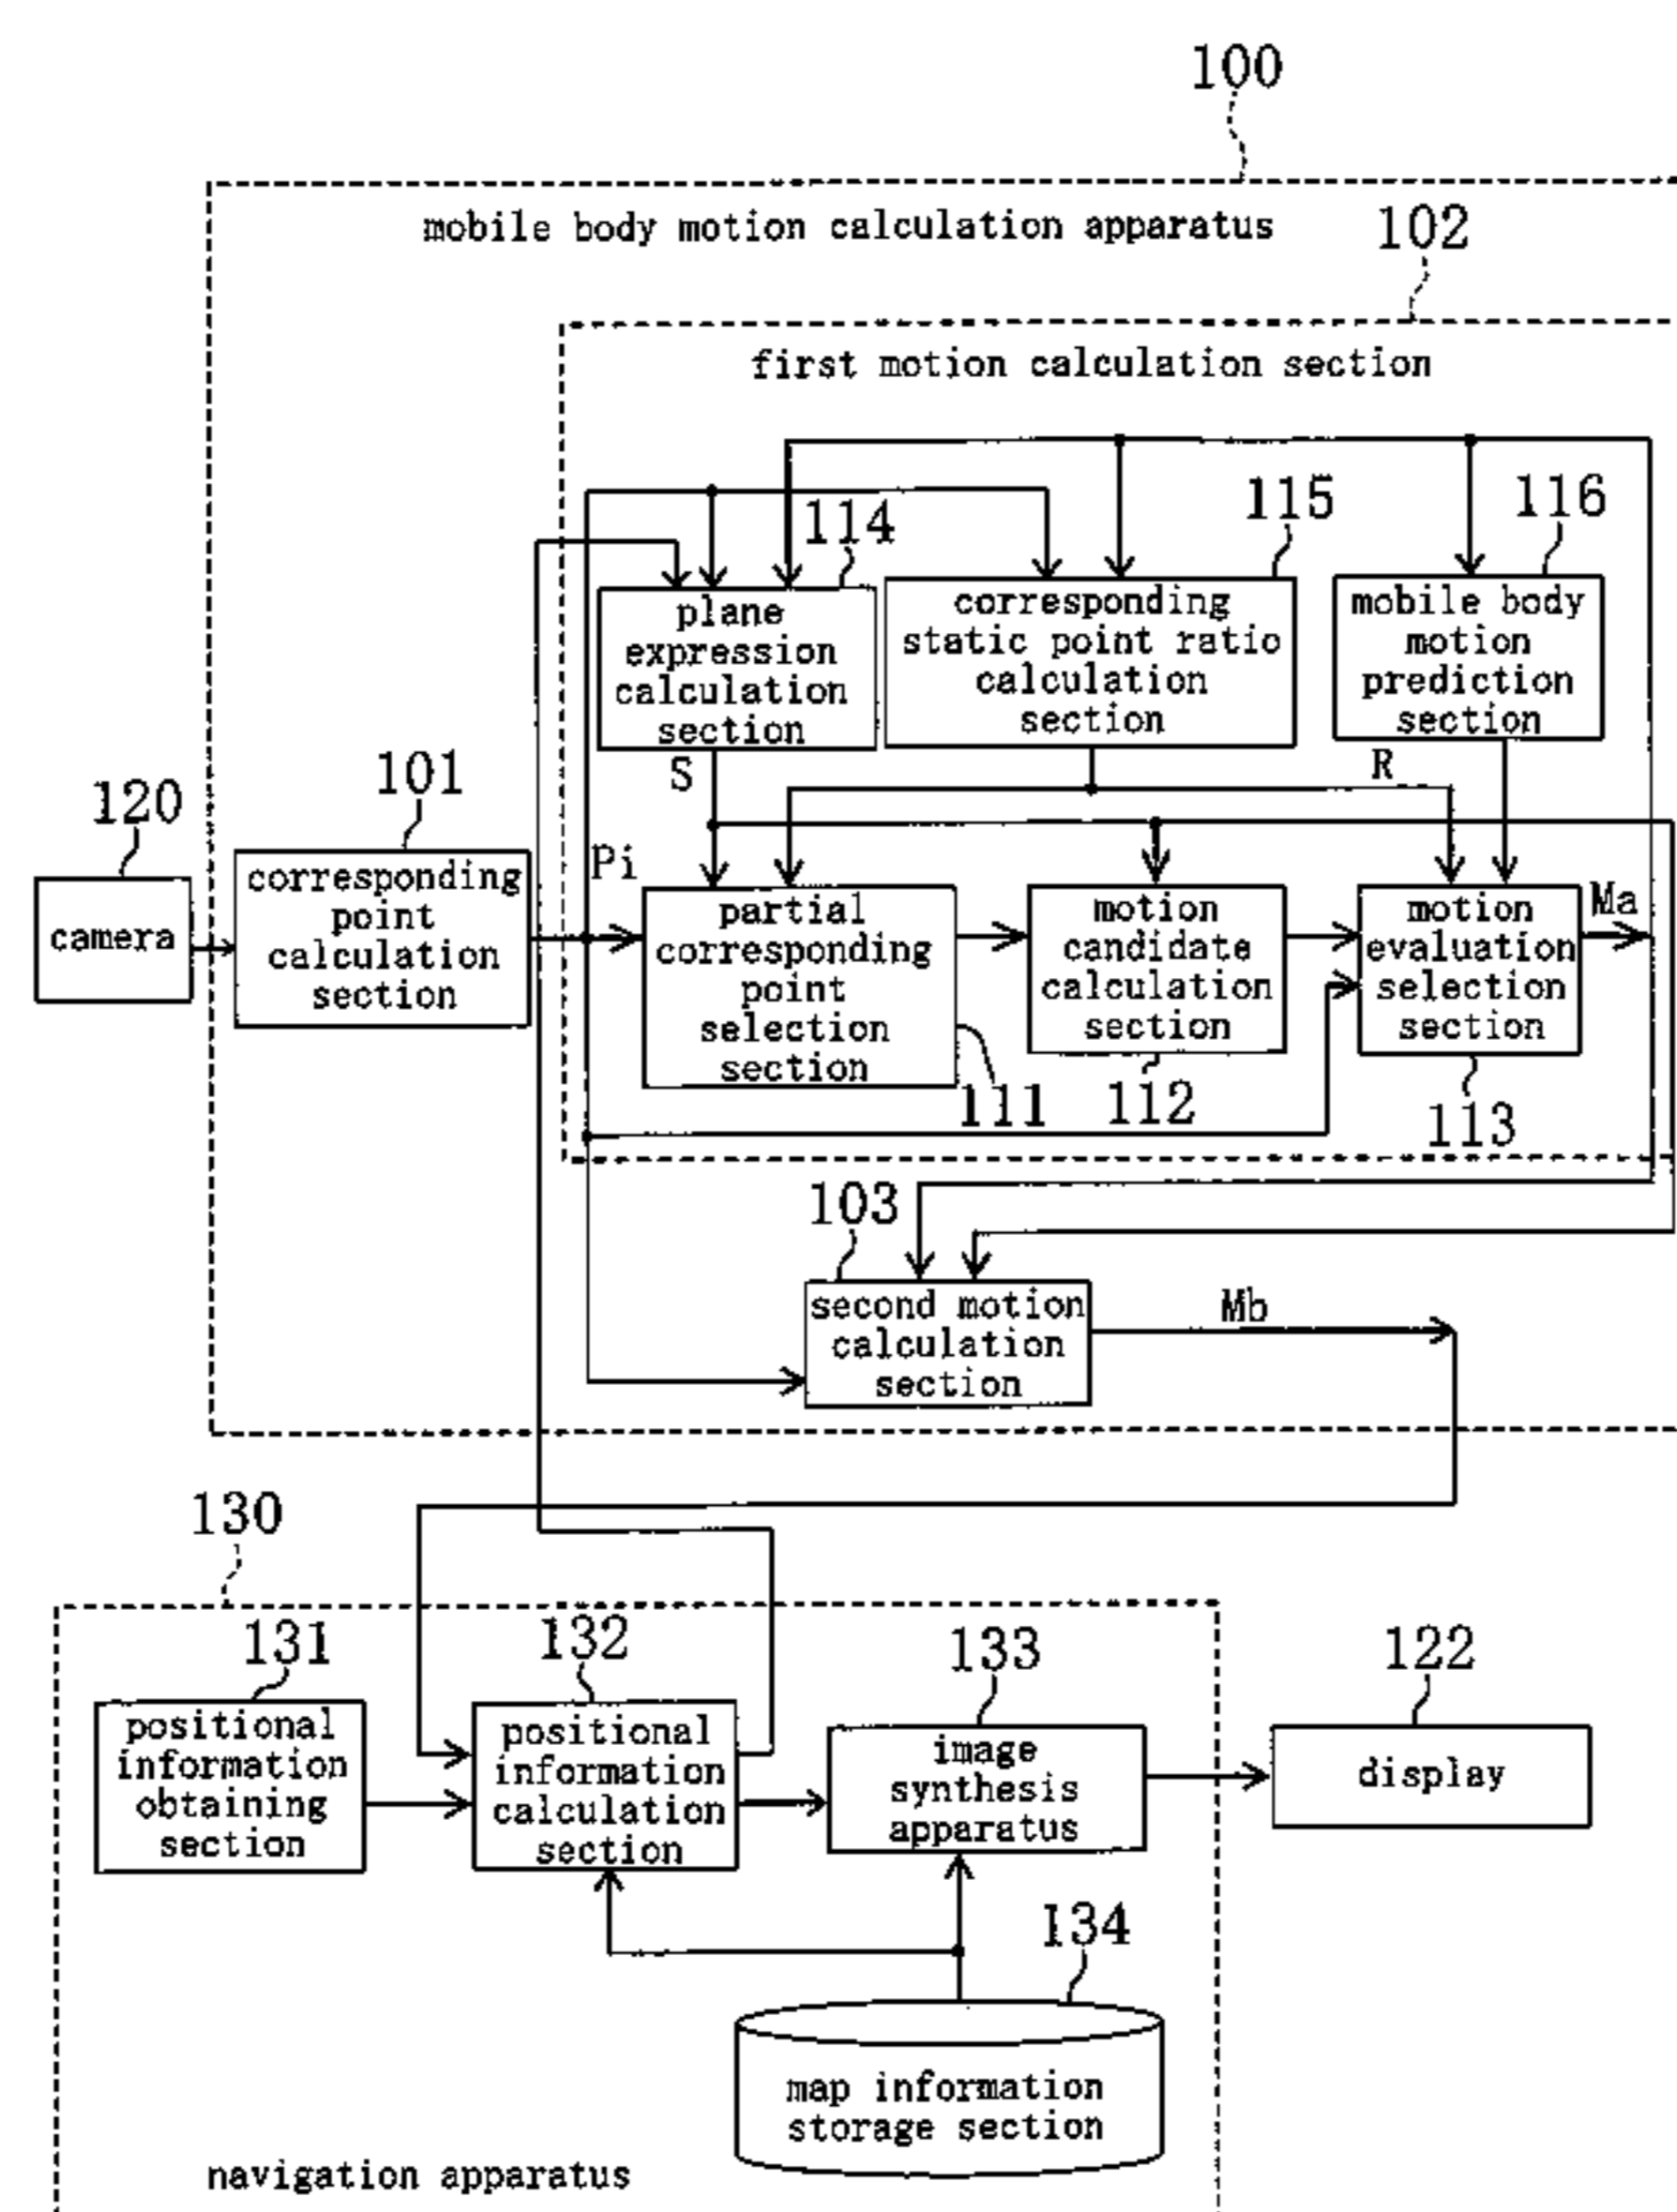 100
mobile body motion calculation apparatus
102
first motion calculation section
114
115
116
plane
expression
calculation
section
corresponding
static point ratio
calculation
section
mobile body
motion
prediction
section
S
R
120
101
Pi
Ma
camera
corresponding
point
calculation
section
partial
corresponding
point
selection
section
motion
candidate
calculation
section
motion
evaluation
selection
section
111
112
113
103
second motion
calculation
section
Mb
130
131
132
133
122
positional
information
obtaining
section
positional
information
calculation
section
image
synthesis
apparatus
display
134
map information
storage section
navigation apparatus